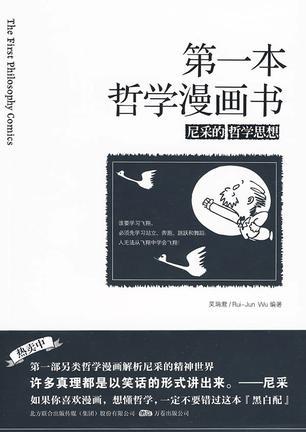 The First Philosophy Comics
第一本
哲学漫画书
尼采的 哲学思想
谁要学习飞翔,
必须先学习站立、奔跑、跳跃和舞蹈,
人无法从飞翔中学会飞翔!
吴瑞君/Rui-Jun Wu 编著
热卖中
第一部另类哲学漫画解析尼采的精神世界
许多真理都是以笑话的形式讲出来。——尼采
如果你喜欢漫画,想懂哲学,一定不要错过这本『黑白配』
北方联合出版传媒(集团)股份有限公司 万卷出版公司